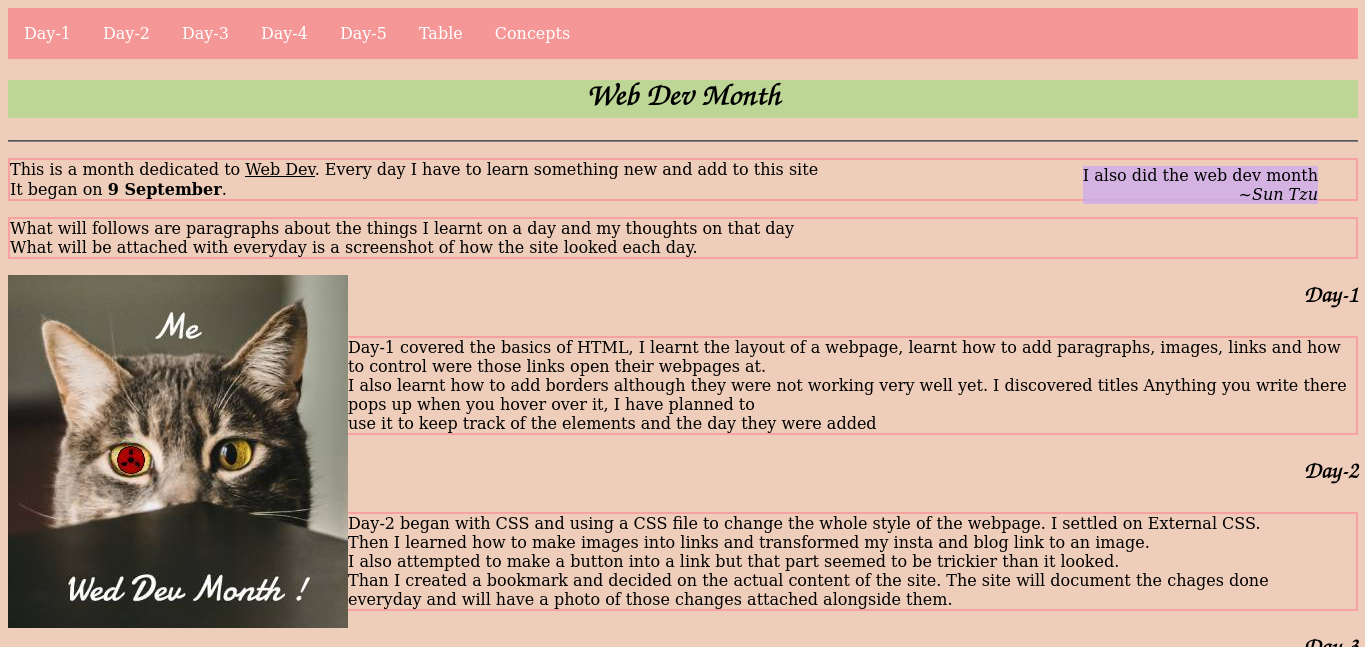 Day-1 Day-2 Day-3 Day-4 Day-5 Table Concepts
Web Dev Month
This is a month dedicated to Web Dev. Every day I have to learn something new and add to this site
It began on 9 September.
I also did the web dev month
~Sun Tzu
What will follows are paragraphs about the things I learnt on a day and my thoughts on that day
What will be attached with everyday is a screenshot of how the site looked each day.
Me
Wed Dev Month !
Day-1
Day-1 covered the basics of HTML, I learnt the layout of a webpage, learnt how to add paragraphs, images, links and how
to control were those links open their webpages at.
I also learnt how to add borders although they were not working very well yet. I discovered titles Anything you write there
pops up when you hover over it, I have planned to
use it to keep track of the elements and the day they were added
Day-2
Day-2 began with CSS and using a CSS file to change the whole style of the webpage. I settled on External CSS.
Then I learned how to make images into links and transformed my insta and blog link to an image.
I also attempted to make a button into a link but that part seemed to be trickier than it looked.
Than I created a bookmark and decided on the actual content of the site. The site will document the chages done
everyday and will have a photo of those changes attached alongside them.
Day-3